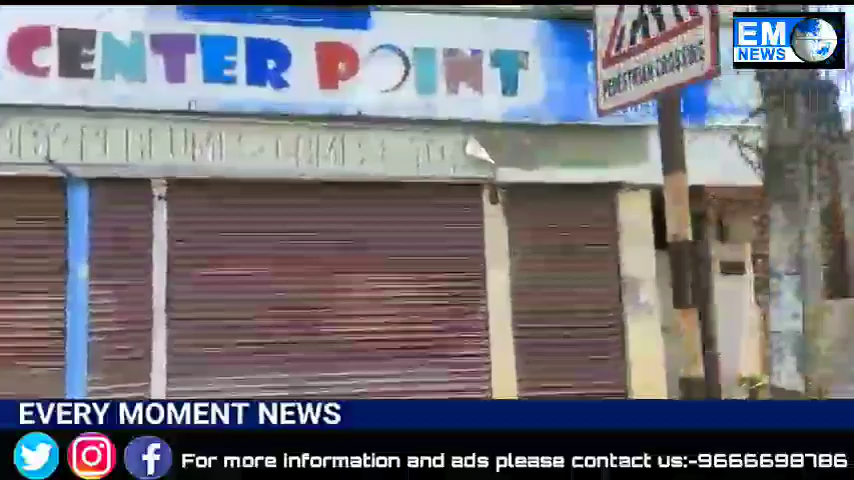 CENTER POINT
PEDESTRIAN CROSSING
EM
NEWS
EVERY MOMENT NEWS
For more information and ads please contact us:-9666698786